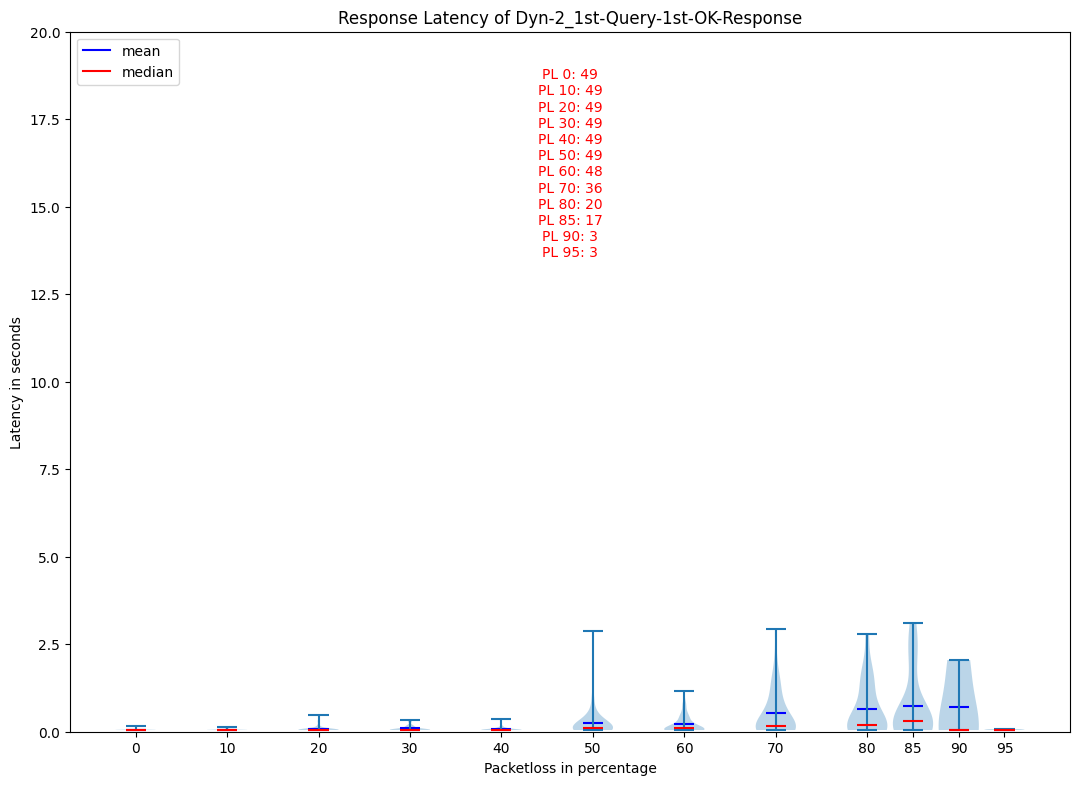 Response Latency of Dyn-2_1st-Query-1st-OK-Response
mean
median
PL 0: 49
PL 10: 49
PL 20: 49
PL 30: 49
PL 40: 49
PL 50: 49
PL 60: 48
PL 70: 36
PL 80: 20
PL 85: 17
PL 90: 3
PL 95: 3
Latency in seconds
20.0
17.5
15.0
12.5
10.0
7.5
5.0
2.5
0.0
0 10 20 30 40 50 60 70 80 85 90 95
Packetloss in percentage